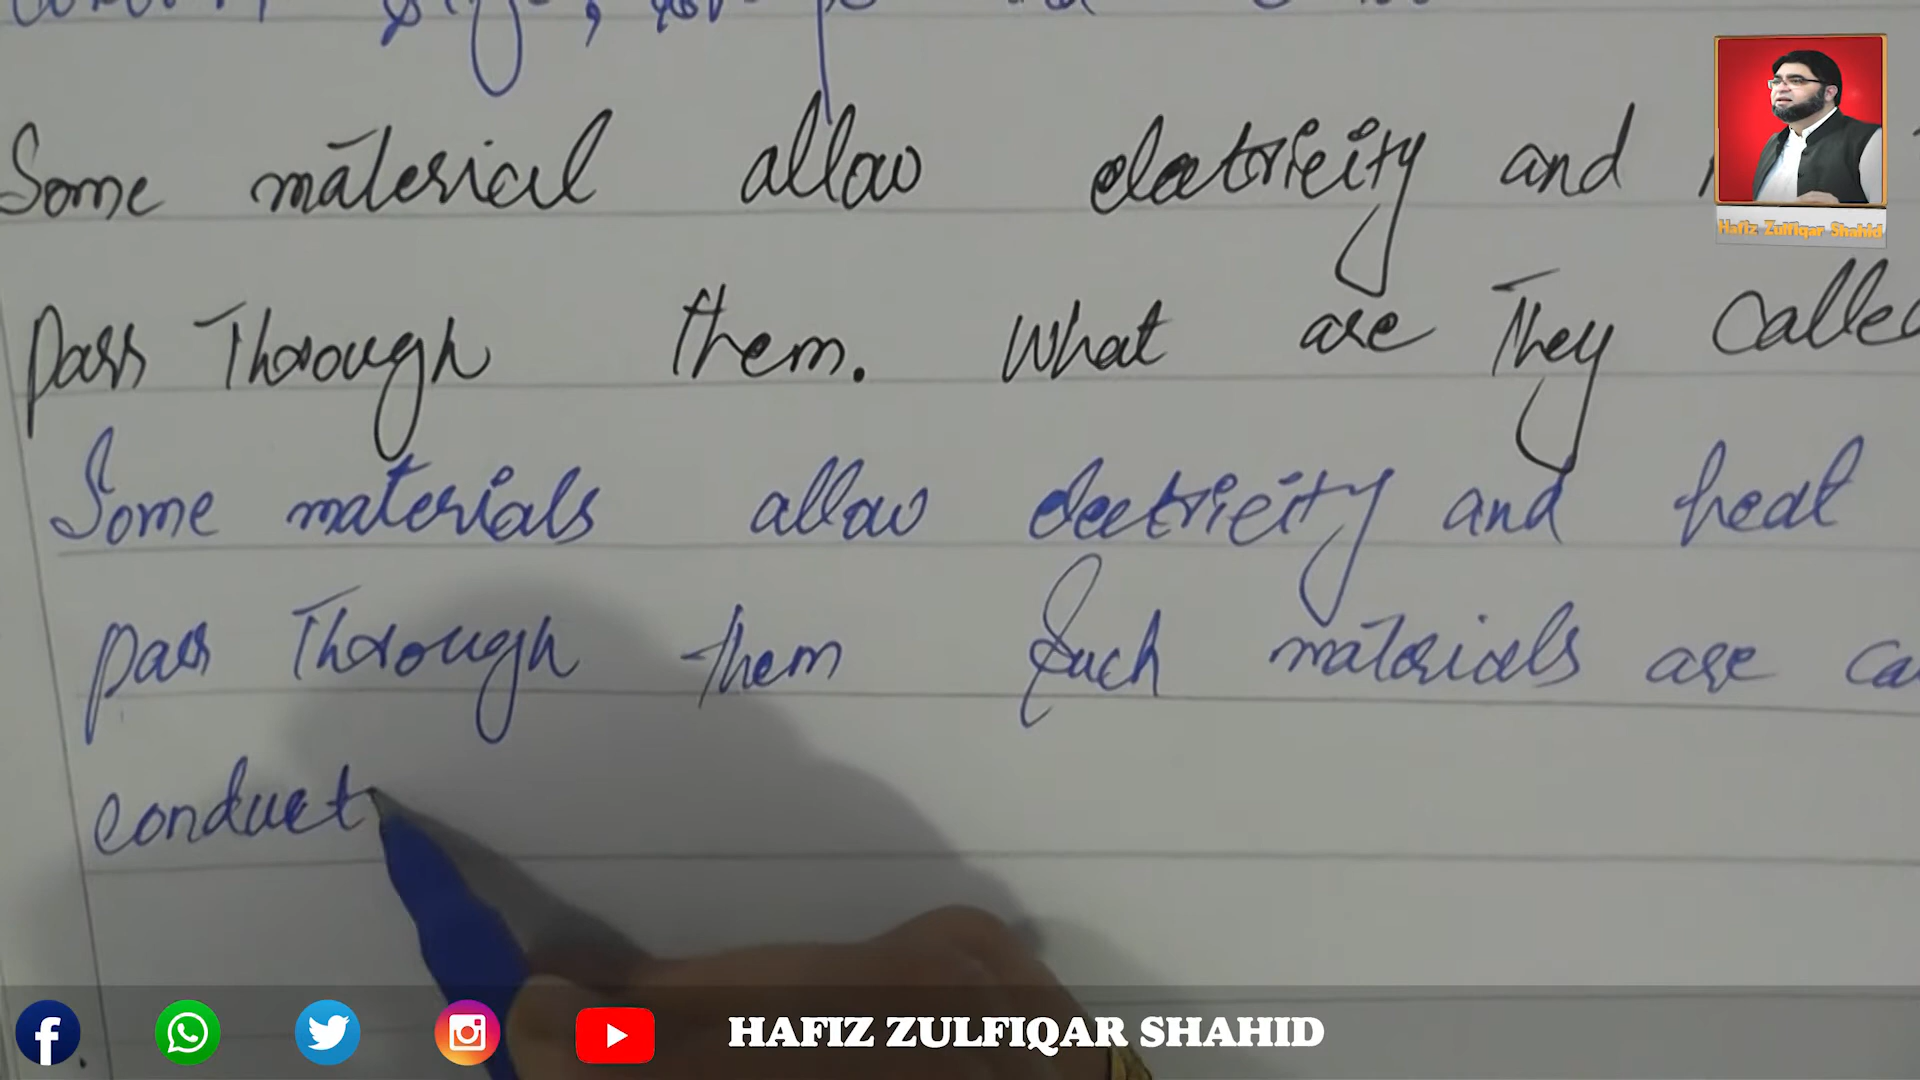 Some material allow electricity and
pass Through them. What are They called
Some materials allow electricity and heat
pass Through them Such materials are ca
conduct
Hafiz Zulfiqar Shahid
HAFIZ ZULFIQAR SHAHID